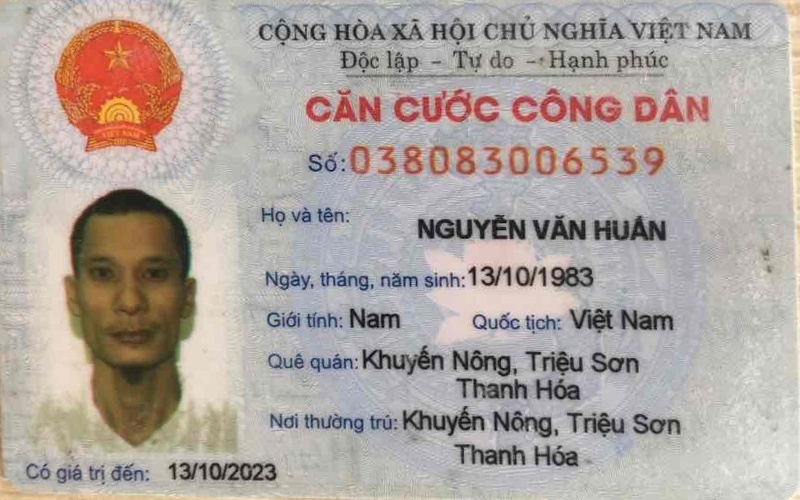 CỘNG HÒA XÃ HỘI CHỦ NGHĨA VIỆT NAM
Độc lập - Tự do - Hạnh phúc
CĂN CƯỚC CÔNG DÂN
Số: 038083006539
Họ và tên: NGUYỄN VĂN HUẤN
Ngày, tháng, năm sinh: 13/10/1983
Giới tính: Nam Quốc tịch: Việt Nam
Quê quán: Khuyến Nông, Triệu Sơn
Thanh Hóa
Nơi thường trú: Khuyến Nông, Triệu Sơn
Thanh Hóa
Có giá trị đến: 13/10/2023
VIỆT NAM